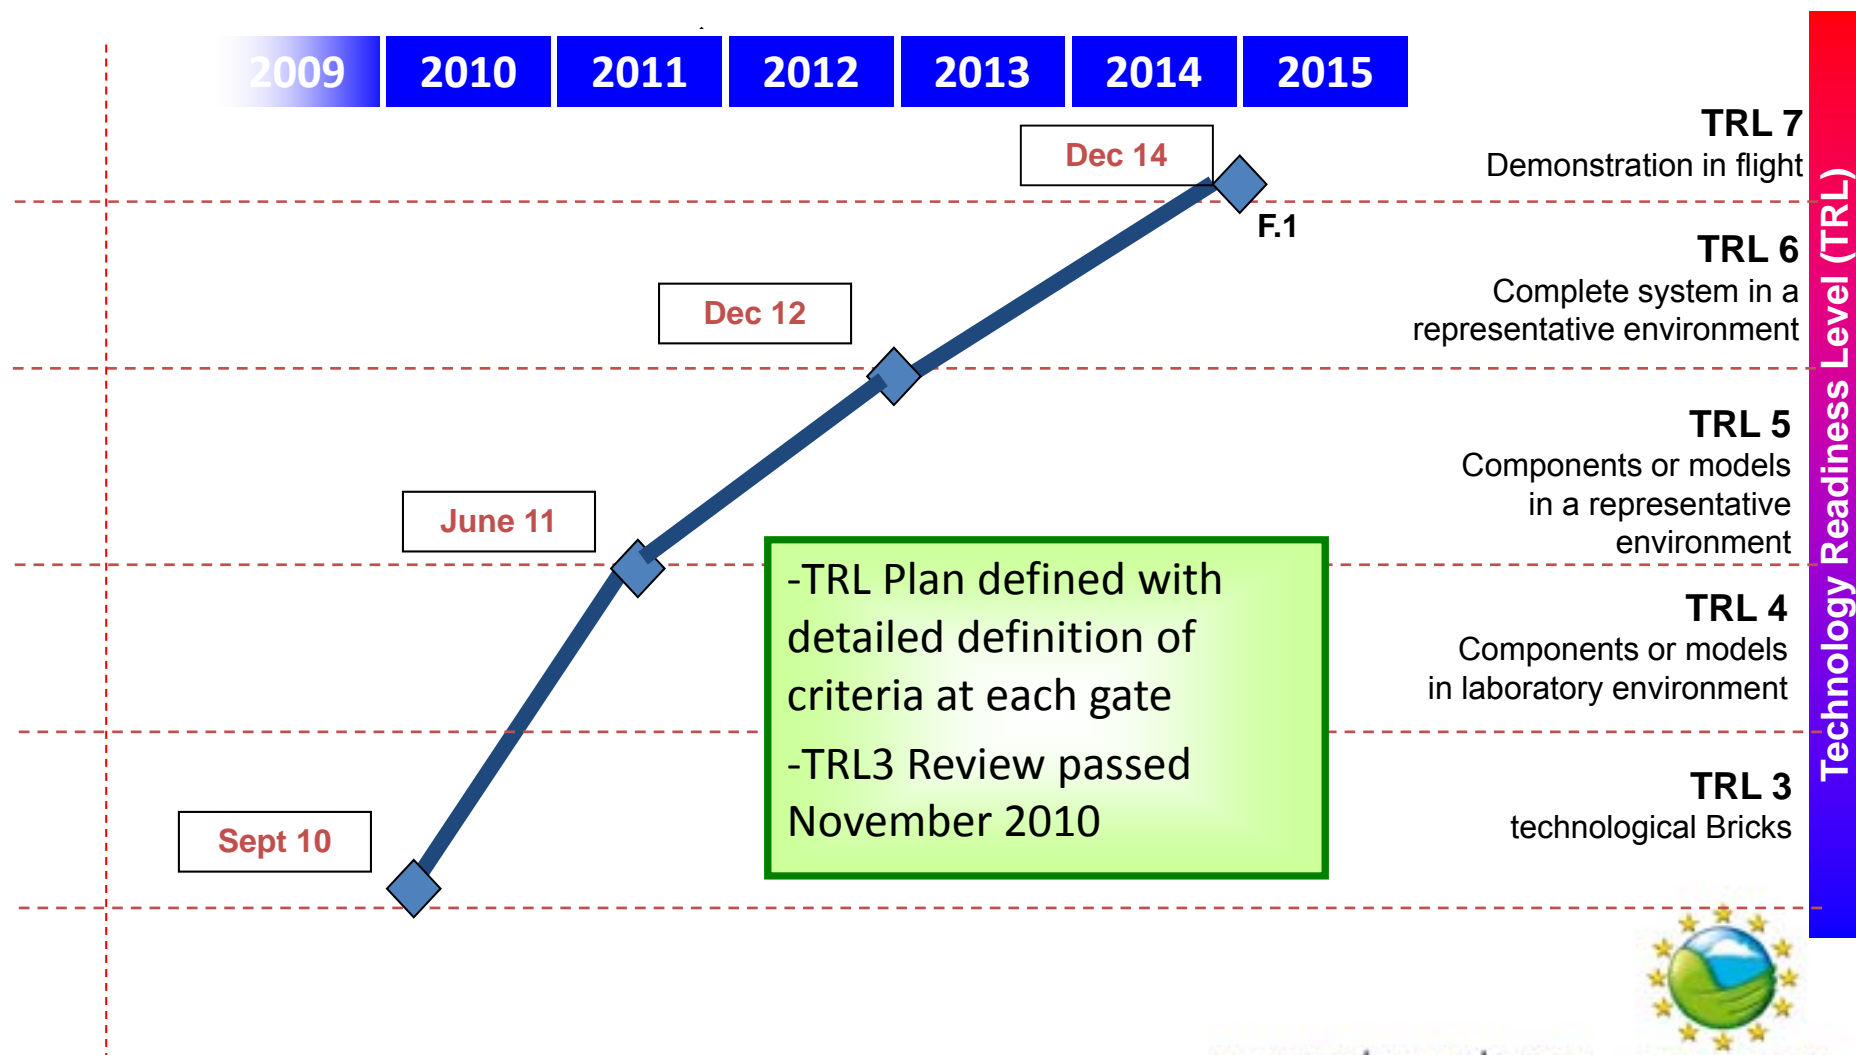 2009 2010 2011 2012 2013 2014 2015
TRL 7
Demonstration in flight
Dec 14
F.1
TRL 6
Complete system in a
representative environment
Dec 12
TRL 5
Components or models
in a representative
environment
June 11
-TRL Plan defined with
detailed definition of
criteria at each gate
-TRL3 Review passed
November 2010
TRL 4
Components or models
in laboratory environment
TRL 3
technological Bricks
Sept 10
Technology Readiness Level (TRL)